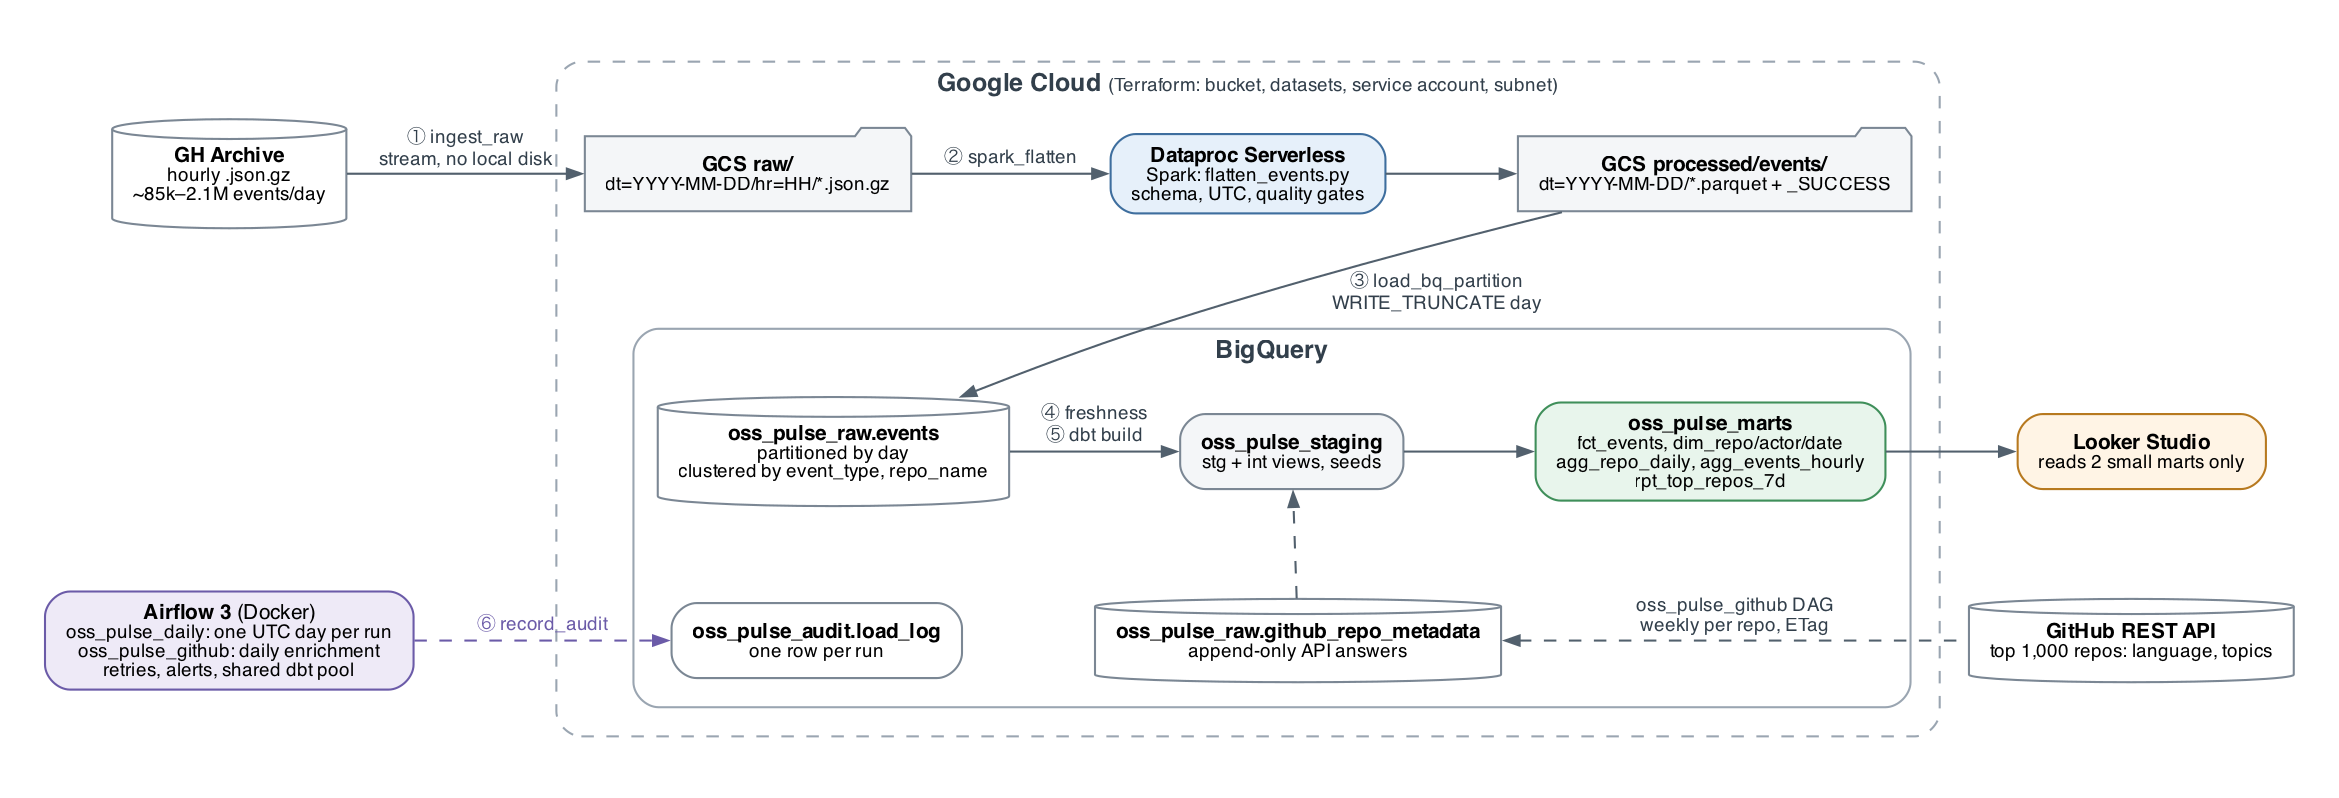 Google Cloud (Terraform: bucket, datasets, service account, subnet)
GH Archive
hourly .json.gz
~85k–2.1M events/day
① ingest_raw
stream, no local disk
GCS raw/
dt=YYYY-MM-DD/hr=HH/*.json.gz
② spark_flatten
Dataproc Serverless
Spark: flatten_events.py
schema, UTC, quality gates
GCS processed/events/
dt=YYYY-MM-DD/*.parquet + _SUCCESS
③ load_bq_partition
WRITE_TRUNCATE day
BigQuery
oss_pulse_raw.events
partitioned by day
clustered by event_type, repo_name
④ freshness
⑤ dbt build
oss_pulse_staging
stg + int views, seeds
oss_pulse_marts
fct_events, dim_repo/actor/date
agg_repo_daily, agg_events_hourly
rpt_top_repos_7d
Looker Studio
reads 2 small marts only
Airflow 3 (Docker)
oss_pulse_daily: one UTC day per run
oss_pulse_github: daily enrichment
retries, alerts, shared dbt pool
⑥ record_audit
oss_pulse_audit.load_log
one row per run
oss_pulse_raw.github_repo_metadata
append-only API answers
oss_pulse_github DAG
weekly per repo, ETag
GitHub REST API
top 1,000 repos: language, topics